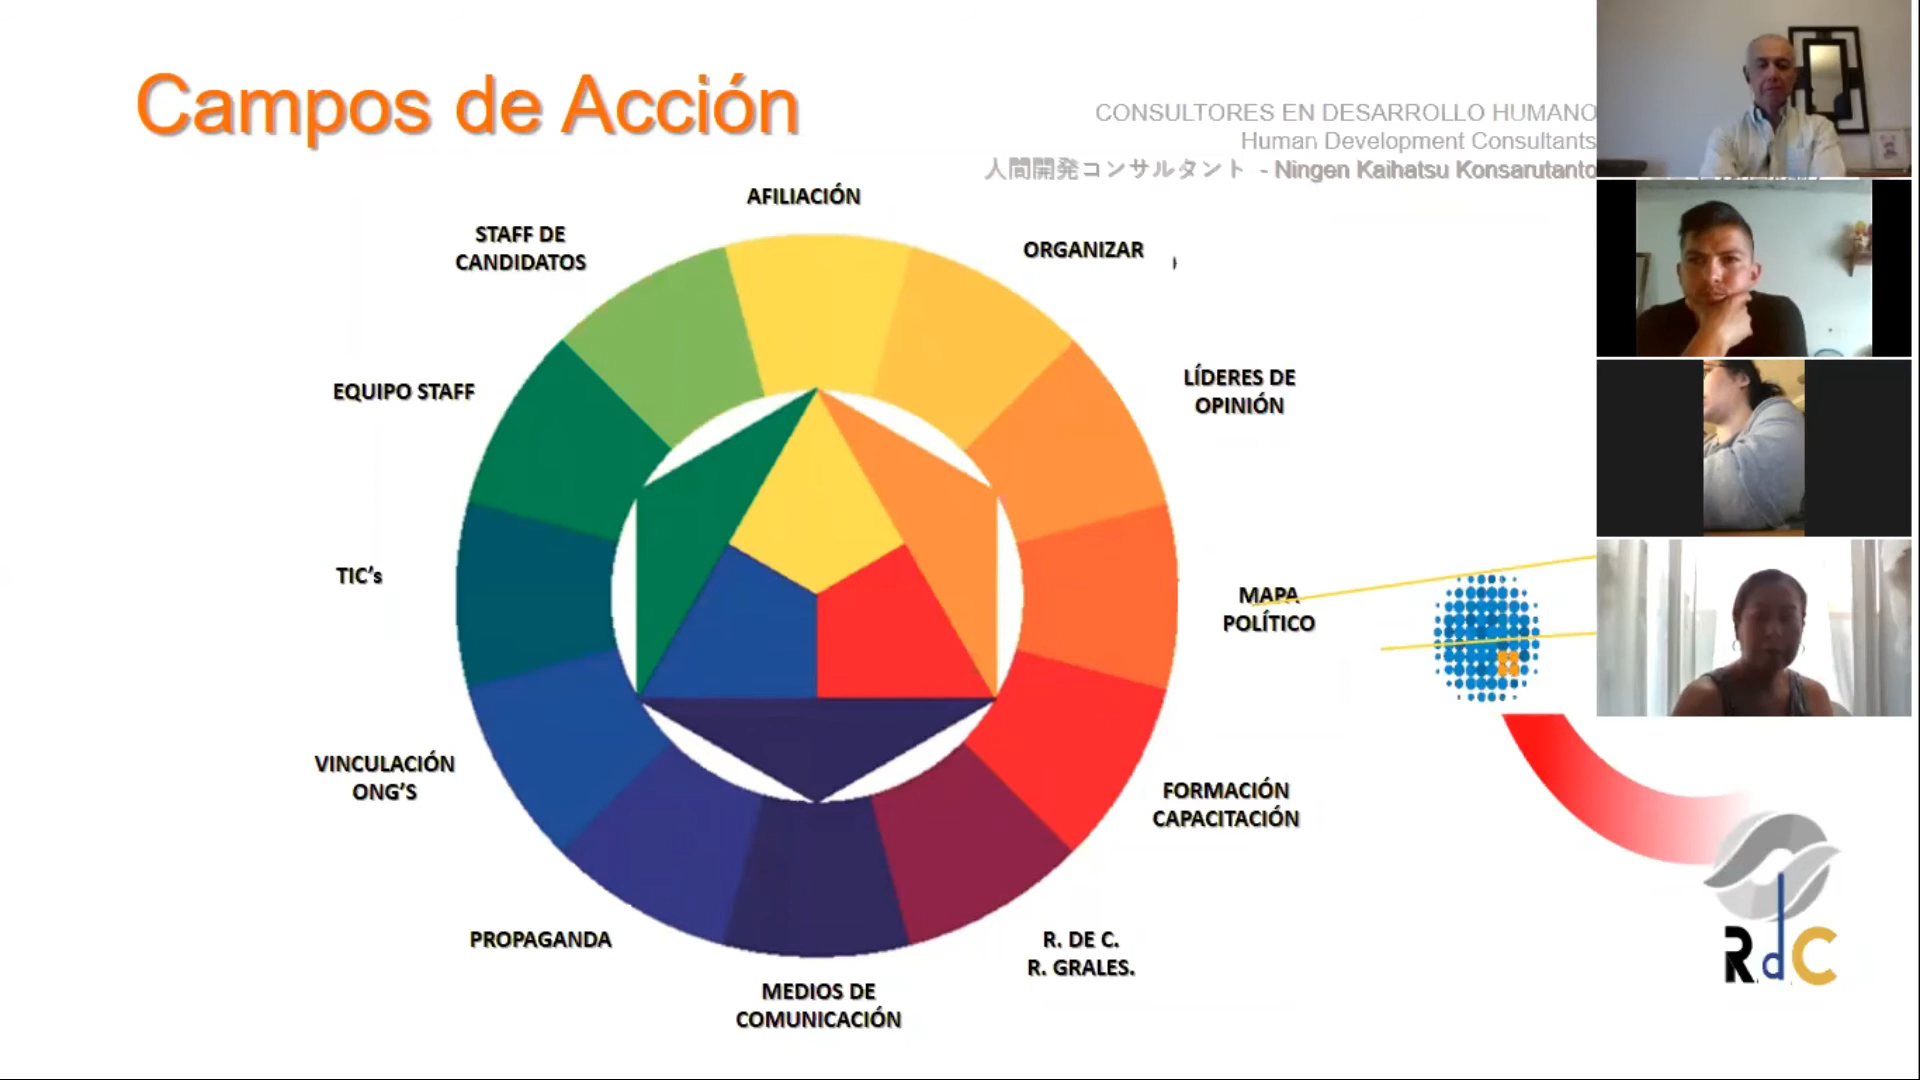 Campos de Acción
CONSULTORES EN DESARROLLO HUMANO
Human Development Consultants
人間開発コンサルタント - Ningen Kaihatsu Konsarutanto
AFILIACIÓN
STAFF DE
CANDIDATOS
ORGANIZAR
EQUIPO STAFF
LÍDERES DE
OPINIÓN
TIC’s
MAPA
POLÍTICO
VINCULACIÓN
ONG’S
FORMACIÓN
CAPACITACIÓN
PROPAGANDA
R. DE C.
R. GRALES.
MEDIOS DE
COMUNICACIÓN
R.d.C